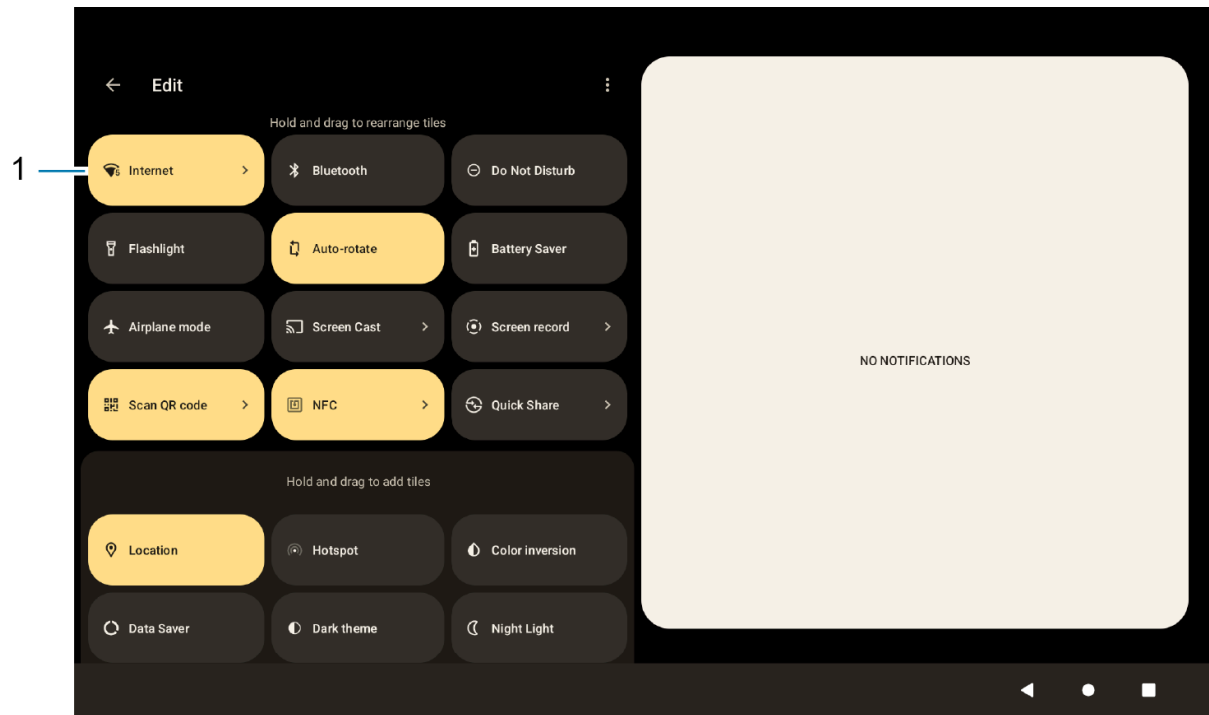 Edit
Hold and drag to rearrange tiles
1
Internet
Bluetooth
Do Not Disturb
Flashlight
Auto-rotate
Battery Saver
Airplane mode
Screen Cast
Screen record
Scan QR code
NFC
Quick Share
Hold and drag to add tiles
Location
Hotspot
Color inversion
Data Saver
Dark theme
Night Light
NO NOTIFICATIONS